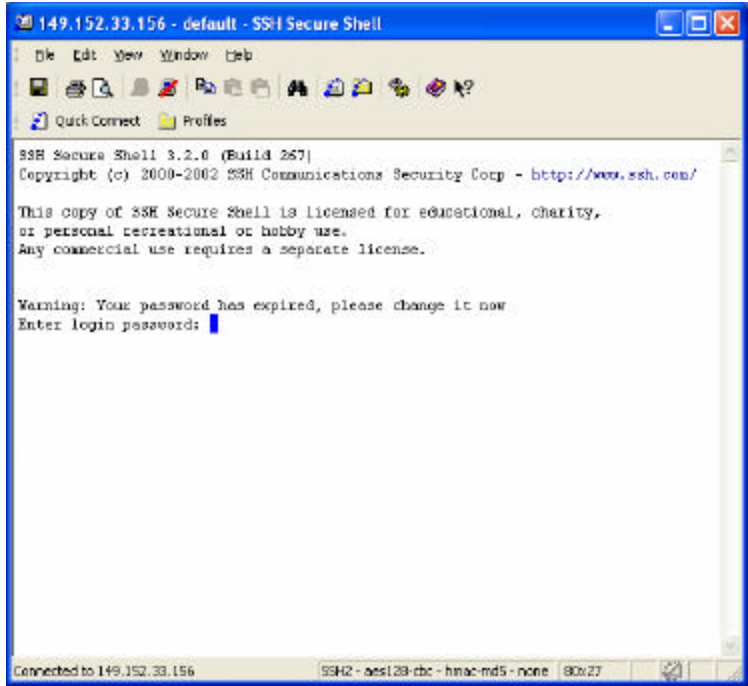 149.152.33.156 - default - SSH Secure Shell
File Edit View Window Help
Quick Connect Profiles
SSH Secure Shell 3.2.0 (Build 267)
Copyright (c) 2000-2002 SSH Communications Security Corp - http://www.ssh.com/
This copy of SSH Secure Shell is licensed for educational, charity,
or personal recreational or hobby use.
Any commercial use requires a separate license.
Warning: Your password has expired, please change it now
Enter login password:
Connected to 149.152.33.156 SSH2 - aes128-cbc - hmac-md5 - none 80x27